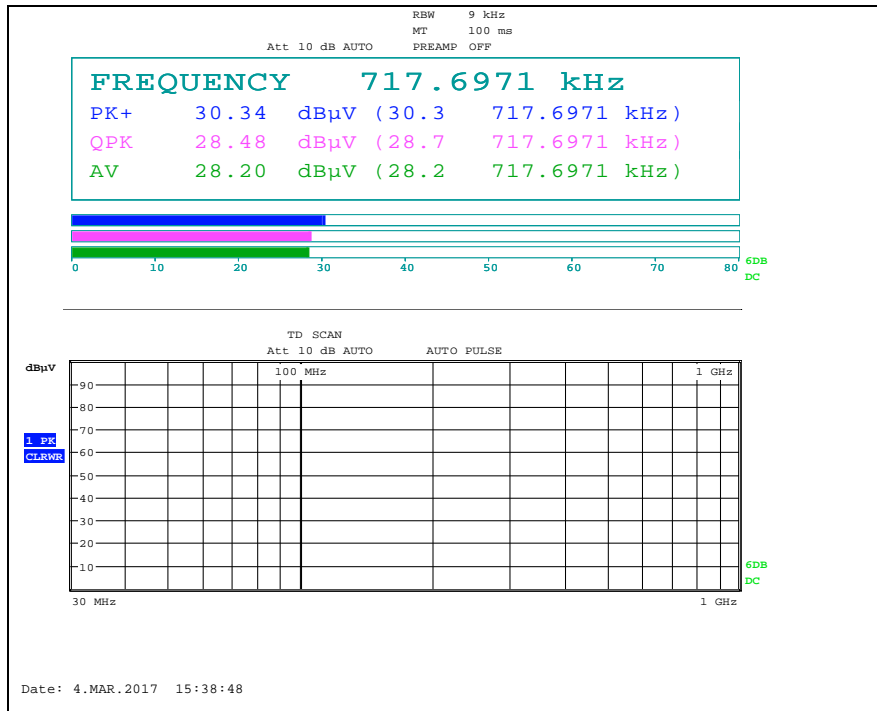 RBW 9 kHz
MT 100 ms
Att 10 dB AUTO PREAMP OFF
FREQUENCY 717.6971 kHz
PK+ 30.34 dBµV (30.3 717.6971 kHz)
QPK 28.48 dBµV (28.7 717.6971 kHz)
AV 28.20 dBµV (28.2 717.6971 kHz)
0 10 20 30 40 50 60 70 80
6DB
DC
TD SCAN
Att 10 dB AUTO AUTO PULSE
dBµV
100 MHz 1 GHz
90
80
70
1 PK
60
CLRWR
50
40
30
20
10
6DB
DC
30 MHz 1 GHz
Date: 4.MAR.2017 15:38:48